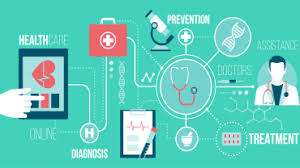 PREVENTION
HEALTHCARE
ASSISTANCE
DOCTORS
ONLINE
H
DIAGNOSIS
TREATMENT